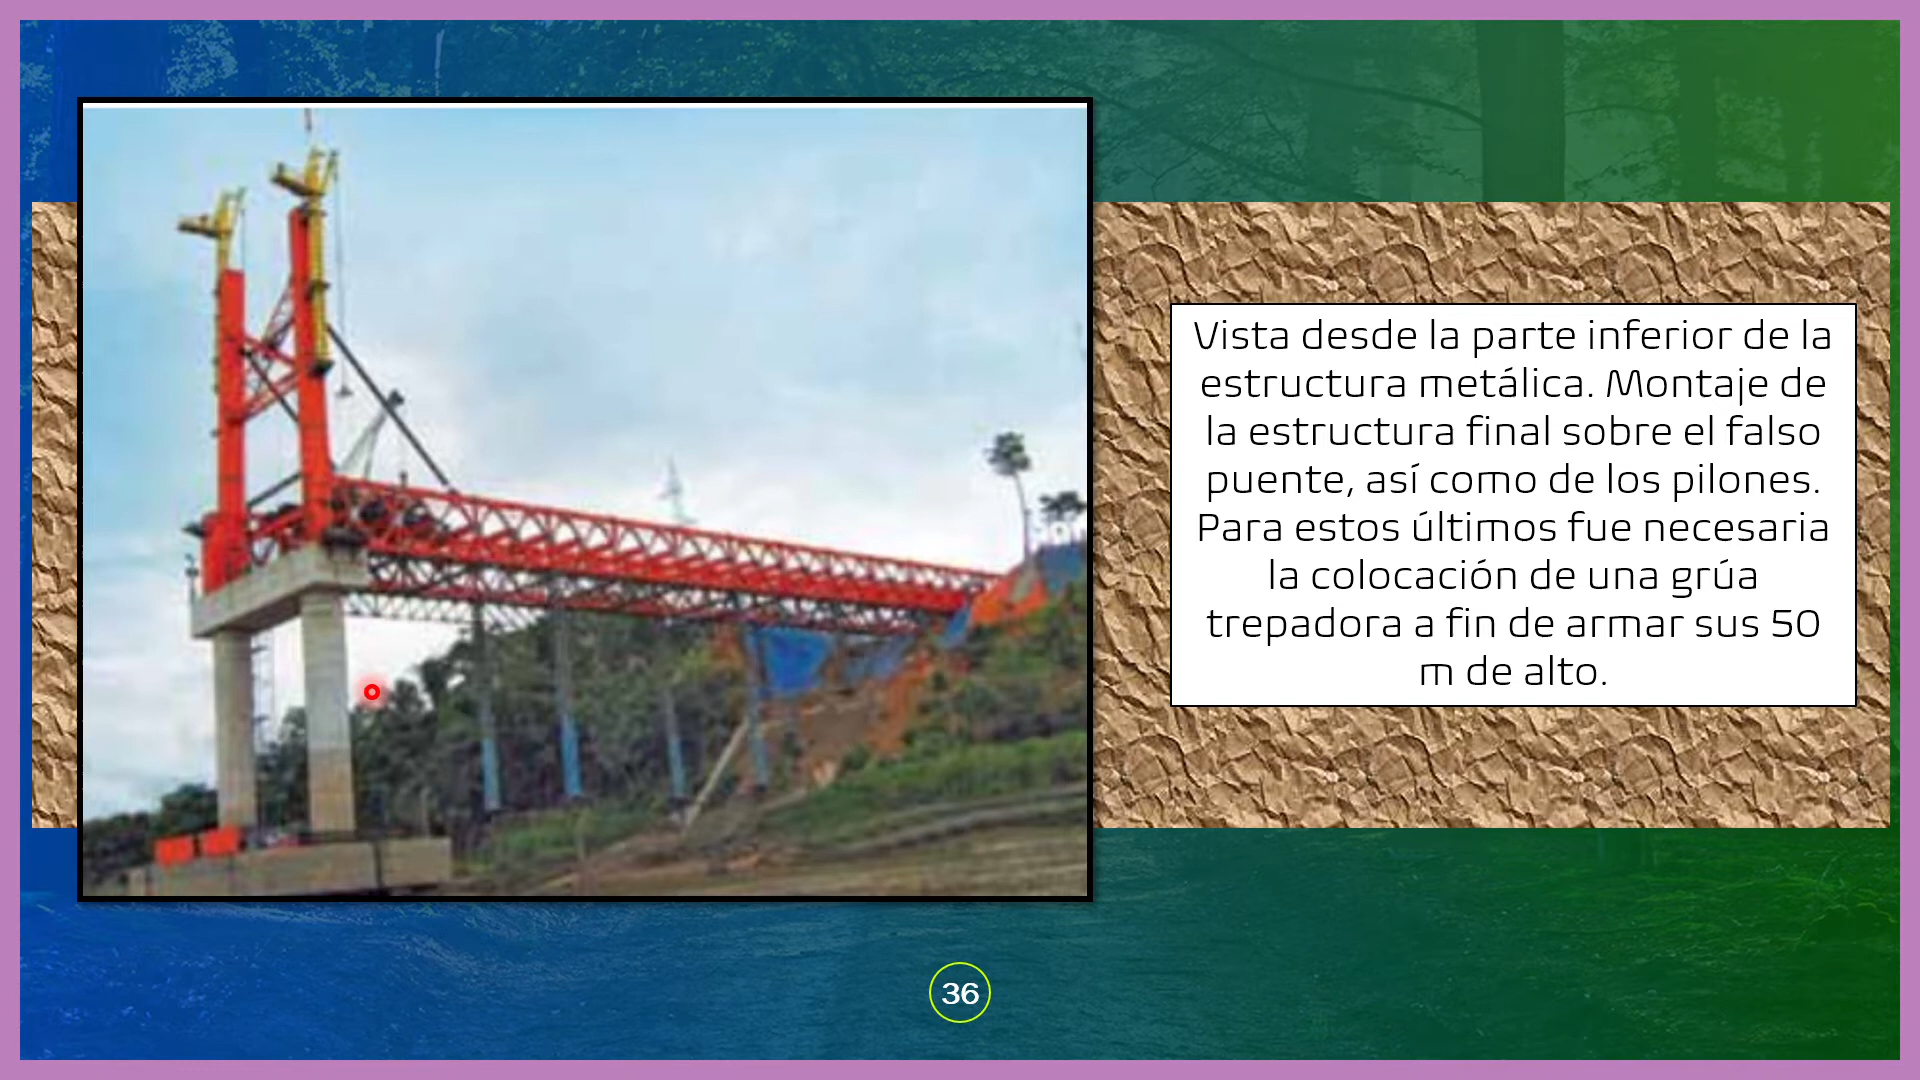 Vista desde la parte inferior de la
estructura metálica. Montaje de
la estructura final sobre el falso
puente, así como de los pilones.
Para estos últimos fue necesaria
la colocación de una grúa
trepadora a fin de armar sus 50
m de alto.
36